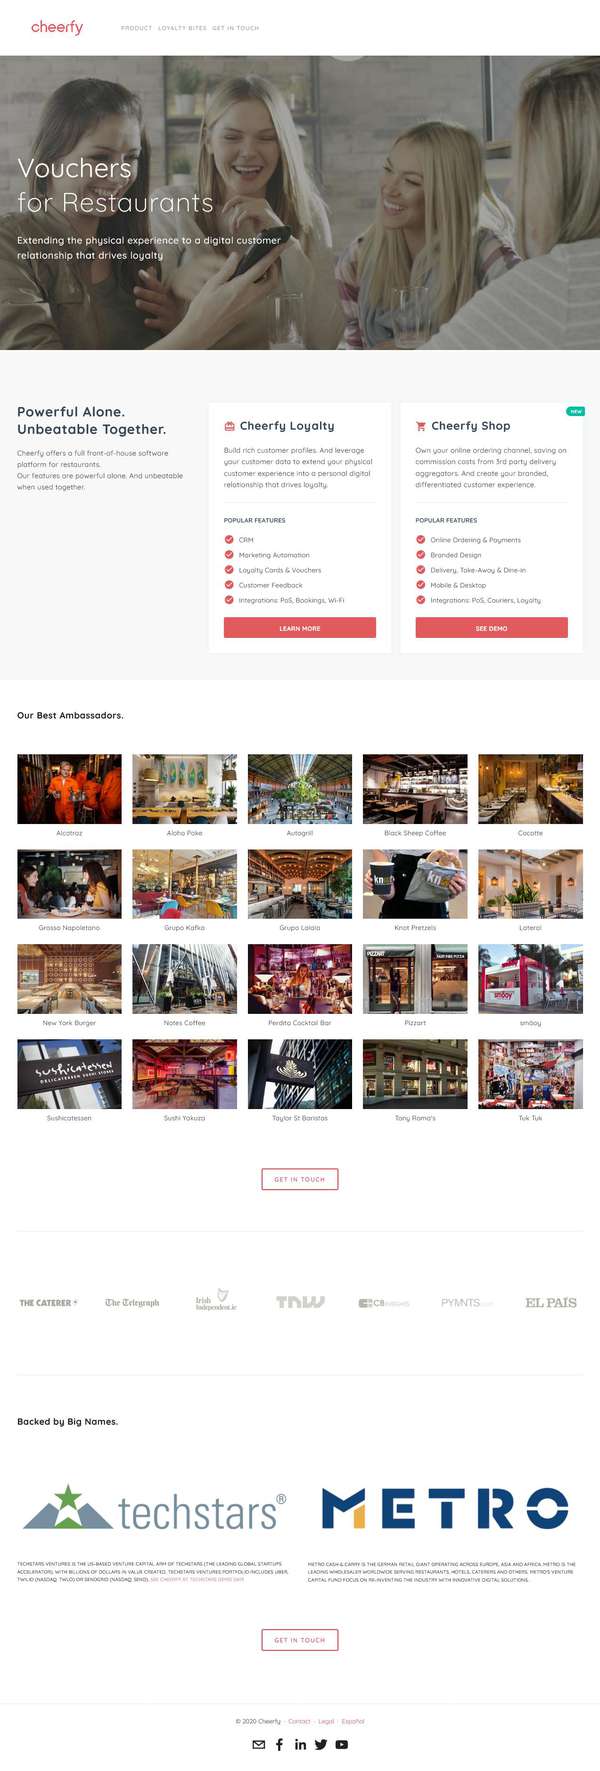 cheerfy
PRODUCT LOYALTY BITES GET IN TOUCH
Vouchers
for Restaurants
Extending the physical experience to a digital customer
relationship that drives loyalty
Powerful Alone.
Unbeatable Together.
Cheerfy offers a full front-of-house software
platform for restaurants.
Our features are powerful alone. And unbeatable
when used together.
Cheerfy Loyalty
Build rich customer profiles. And leverage
your customer data to extend your physical
customer experience into a personal digital
relationship that drives loyalty.
POPULAR FEATURES
CRM
Marketing Automation
Loyalty Cards & Vouchers
Customer Feedback
Integrations: PoS, Bookings, Wi-Fi
LEARN MORE
NEW
Cheerfy Shop
Own your online ordering channel, saving on
commission costs from 3rd party delivery
aggregators. And create your branded,
differentiated customer experience.
POPULAR FEATURES
Online Ordering & Payments
Branded Design
Delivery, Take-Away & Dine-in
Mobile & Desktop
Integrations: PoS, Couriers, Loyalty
SEE DEMO
Our Best Ambassadors.
Alcatraz
Aloha Poke
Autogrill
Black Sheep Coffee
Cocotte
knot
Grosso Napoletano
Grupo Kafka
Grupo Lalala
Knot Pretzels
Lateral
PIZZART
smöoy
New York Burger
Notes Coffee
Perdita Cocktail Bar
Pizzart
smöoy
sushicatessen
DELICATESSEN SUSHI STORES
Sushicatessen
Sushi Yakuza
Taylor St Baristas
Tony Roma's
Tuk Tuk
GET IN TOUCH
THE CATERER
The Telegraph
Irish
Independent.ie
TNW
CBINSIGHTS
PYMNTS.com
EL PAÍS
Backed by Big Names.
techstars®
METRO
TECHSTARS VENTURES IS THE US-BASED VENTURE CAPITAL ARM OF TECHSTARS (THE LEADING GLOBAL STARTUPS
ACCELERATOR), WITH BILLIONS OF DOLLARS IN VALUE CREATED. TECHSTARS VENTURES PORTFOLIO INCLUDES UBER,
TWILIO (NASDAQ: TWLO) OR SENDGRID (NASDAQ: SEND). SEE CHEERFY AT TECHSTARS DEMO DAY.
METRO CASH & CARRY IS THE GERMAN RETAIL GIANT OPERATING ACROSS EUROPE, ASIA AND AFRICA. METRO IS THE
LEADING WHOLESALER WORLDWIDE SERVING RESTAURANTS, HOTELS, CATERERS AND OTHERS. METRO'S VENTURE
CAPITAL FUND FOCUS ON RE-INVENTING THE INDUSTRY WITH INNOVATIVE DIGITAL SOLUTIONS.
GET IN TOUCH
© 2020 Cheerfy · Contact · Legal · Español